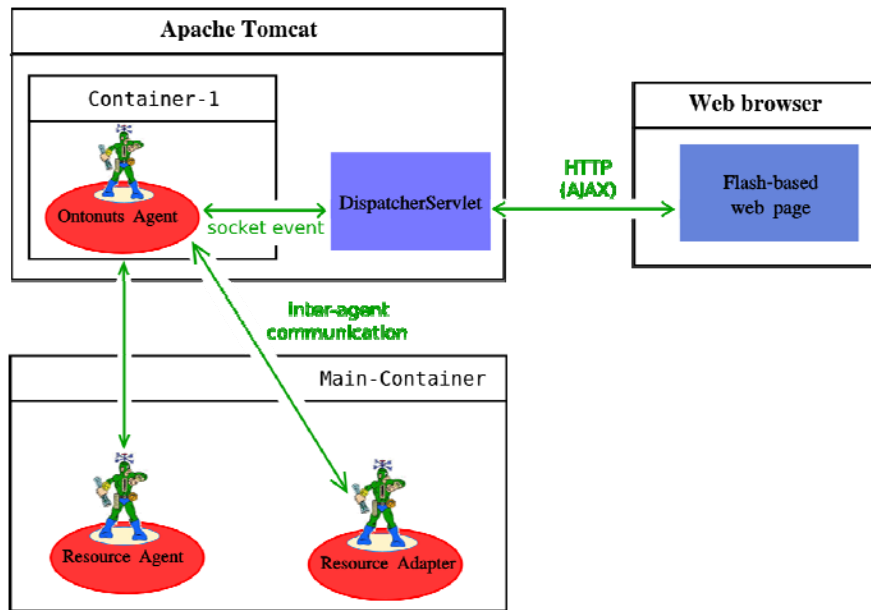 Apache Tomcat
Container-1
Ontonuts Agent
socket event
DispatcherServlet
HTTP
(AJAX)
Web browser
Flash-based
web page
Inter-agent
communication
Main-Container
Resource Agent
Resource Adapter